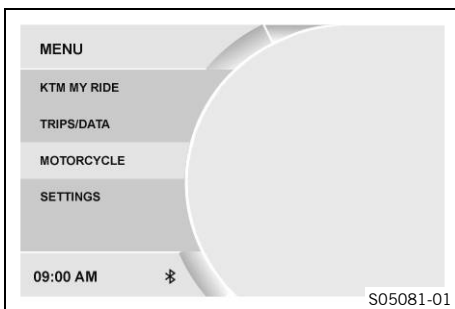 MENU
KTM MY RIDE
TRIPS/DATA
MOTORCYCLE
SETTINGS
09:00 AM
S05081-01